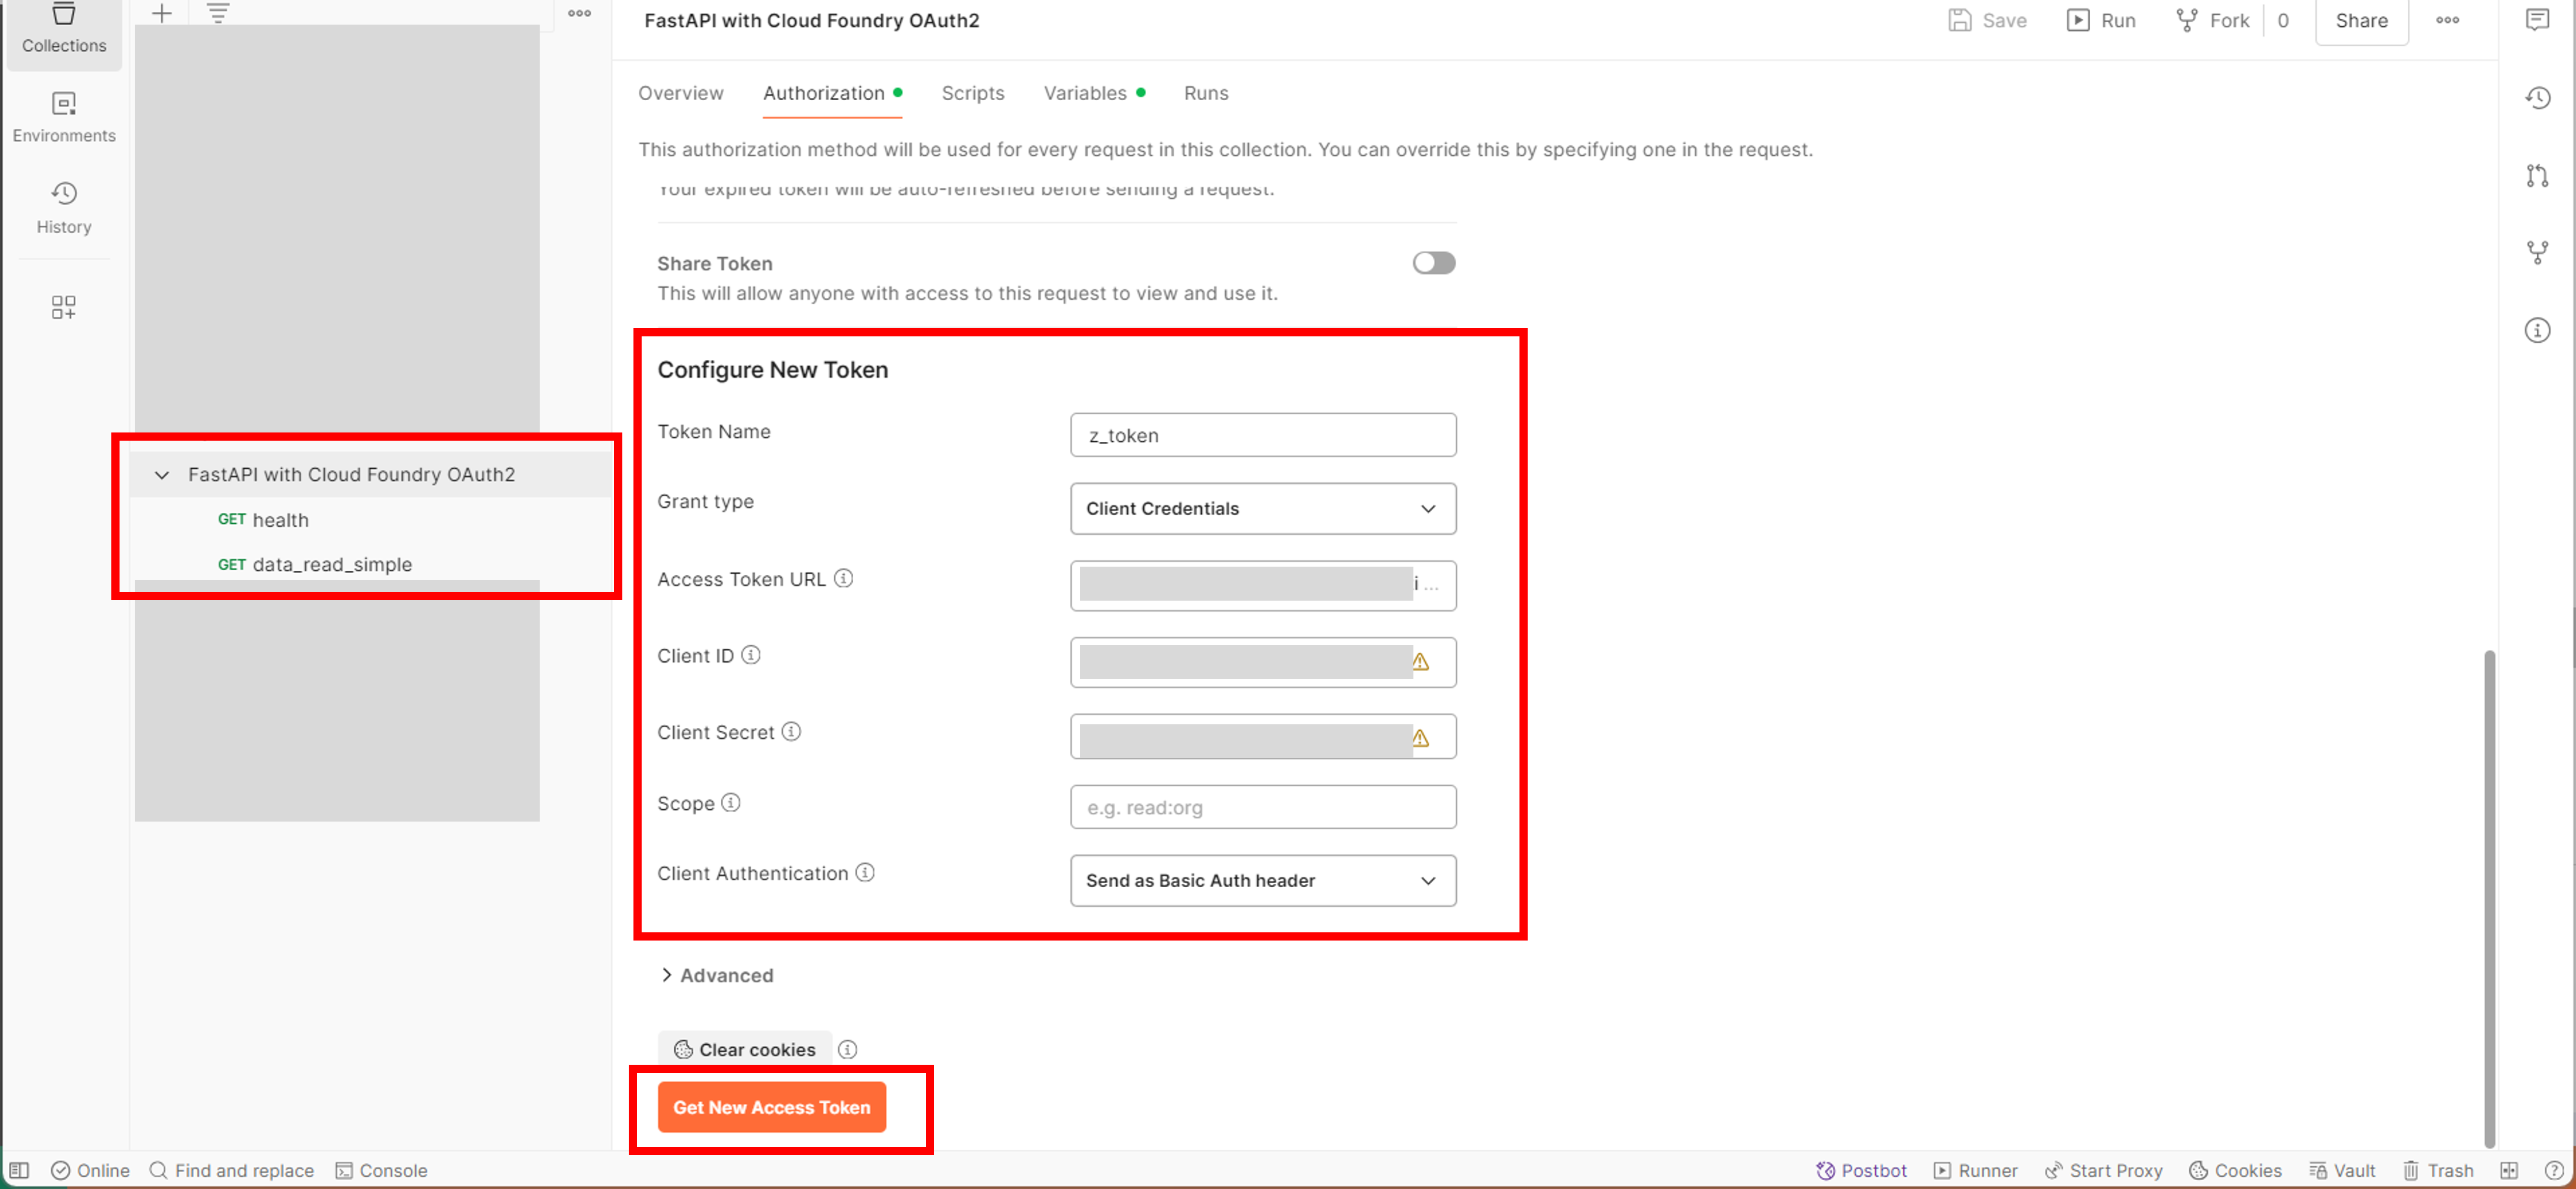 FastAPI with Cloud Foundry OAuth2
Save
Run
Fork
0
Share
Collections
Environments
History
Overview
Authorization
Scripts
Variables
Runs
This authorization method will be used for every request in this collection. You can override this by specifying one in the request.
Your expired token will be auto-refreshed before sending a request.
Share Token
This will allow anyone with access to this request to view and use it.
FastAPI with Cloud Foundry OAuth2
GET health
GET data_read_simple
Configure New Token
Token Name
z_token
Grant type
Client Credentials
Access Token URL
i ...
Client ID
Client Secret
Scope
e.g. read:org
Client Authentication
Send as Basic Auth header
Advanced
Clear cookies
Get New Access Token
Online
Find and replace
Console
Postbot
Runner
Start Proxy
Cookies
Vault
Trash